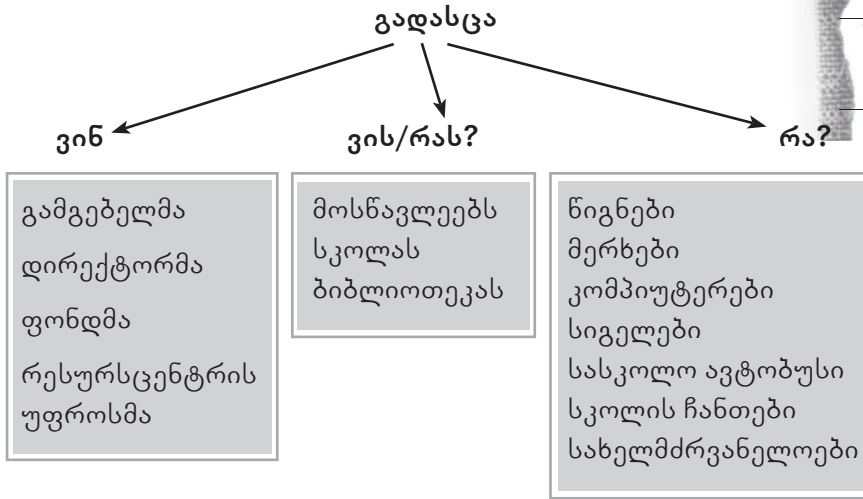 გადასცა
ვინ
ვის/რას?
რა?
გამგებელმა
დირექტორმა
ფონდმა
რესურსცენტრის
უფროსმა
მოსწავლეებს
სკოლას
ბიბლიოთეკას
წიგნები
მერხები
კომპიუტერები
სიგელები
სასკოლო ავტობუსი
სკოლის ჩანთები
სახელმძრვანელოები